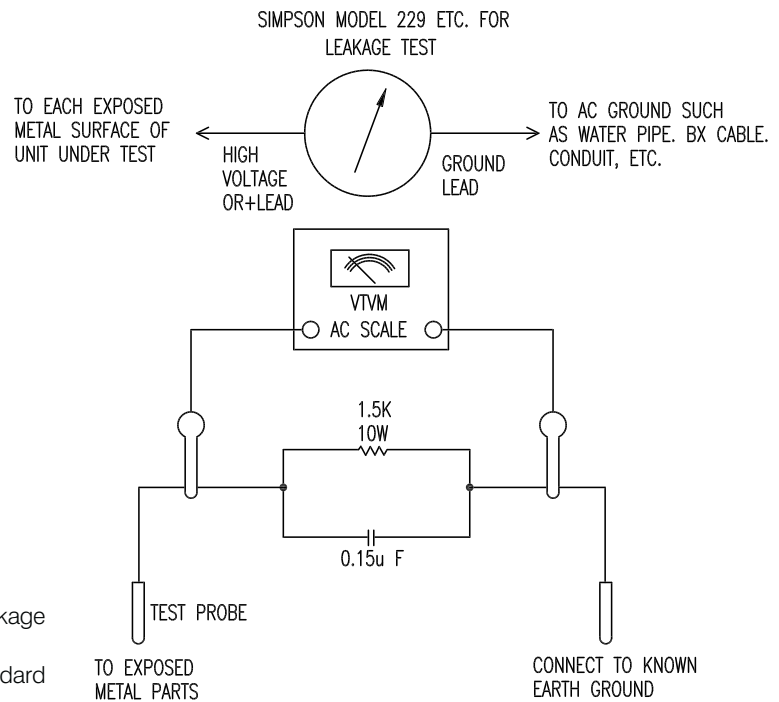 SIMPSON MODEL 229 ETC. FOR
LEAKAGE TEST
TO EACH EXPOSED
METAL SURFACE OF
UNIT UNDER TEST
HIGH
VOLTAGE
OR+LEAD
GROUND
LEAD
TO AC GROUND SUCH
AS WATER PIPE. BX CABLE.
CONDUIT, ETC.
VTVM
AC SCALE
1.5K
10W
0.15u F
TEST PROBE
TO EXPOSED
METAL PARTS
CONNECT TO KNOWN
EARTH GROUND
kage
dard